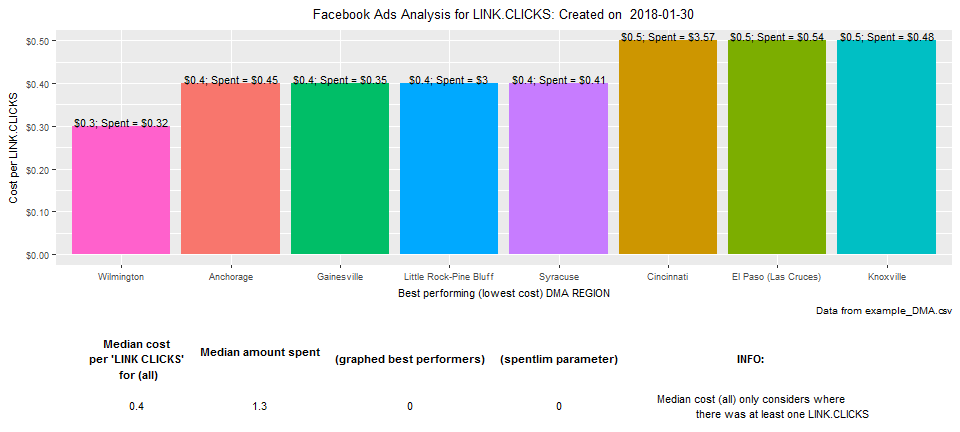 Facebook Ads Analysis for LINK.CLICKS: Created on  2018-01-30
Cost per LINK.CLICKS
$0.50
$0.40
$0.30
$0.20
$0.10
$0.00
$0.3; Spent = $0.32
$0.4; Spent = $0.45
$0.4; Spent = $0.35
$0.4; Spent = $3
$0.4; Spent = $0.41
$0.5; Spent = $3.57
$0.5; Spent = $0.54
$0.5; Spent = $0.48
Wilmington
Anchorage
Gainesville
Little Rock-Pine Bluff
Syracuse
Cincinnati
El Paso (Las Cruces)
Knoxville
Best performing (lowest cost) DMA REGION
Data from example_DMA.csv
Median cost
per 'LINK CLICKS'
for (all)
Median amount spent
(graphed best performers)
(spentlim parameter)
INFO:
0.4
1.3
0
0
Median cost (all) only considers where
there was at least one LINK.CLICKS